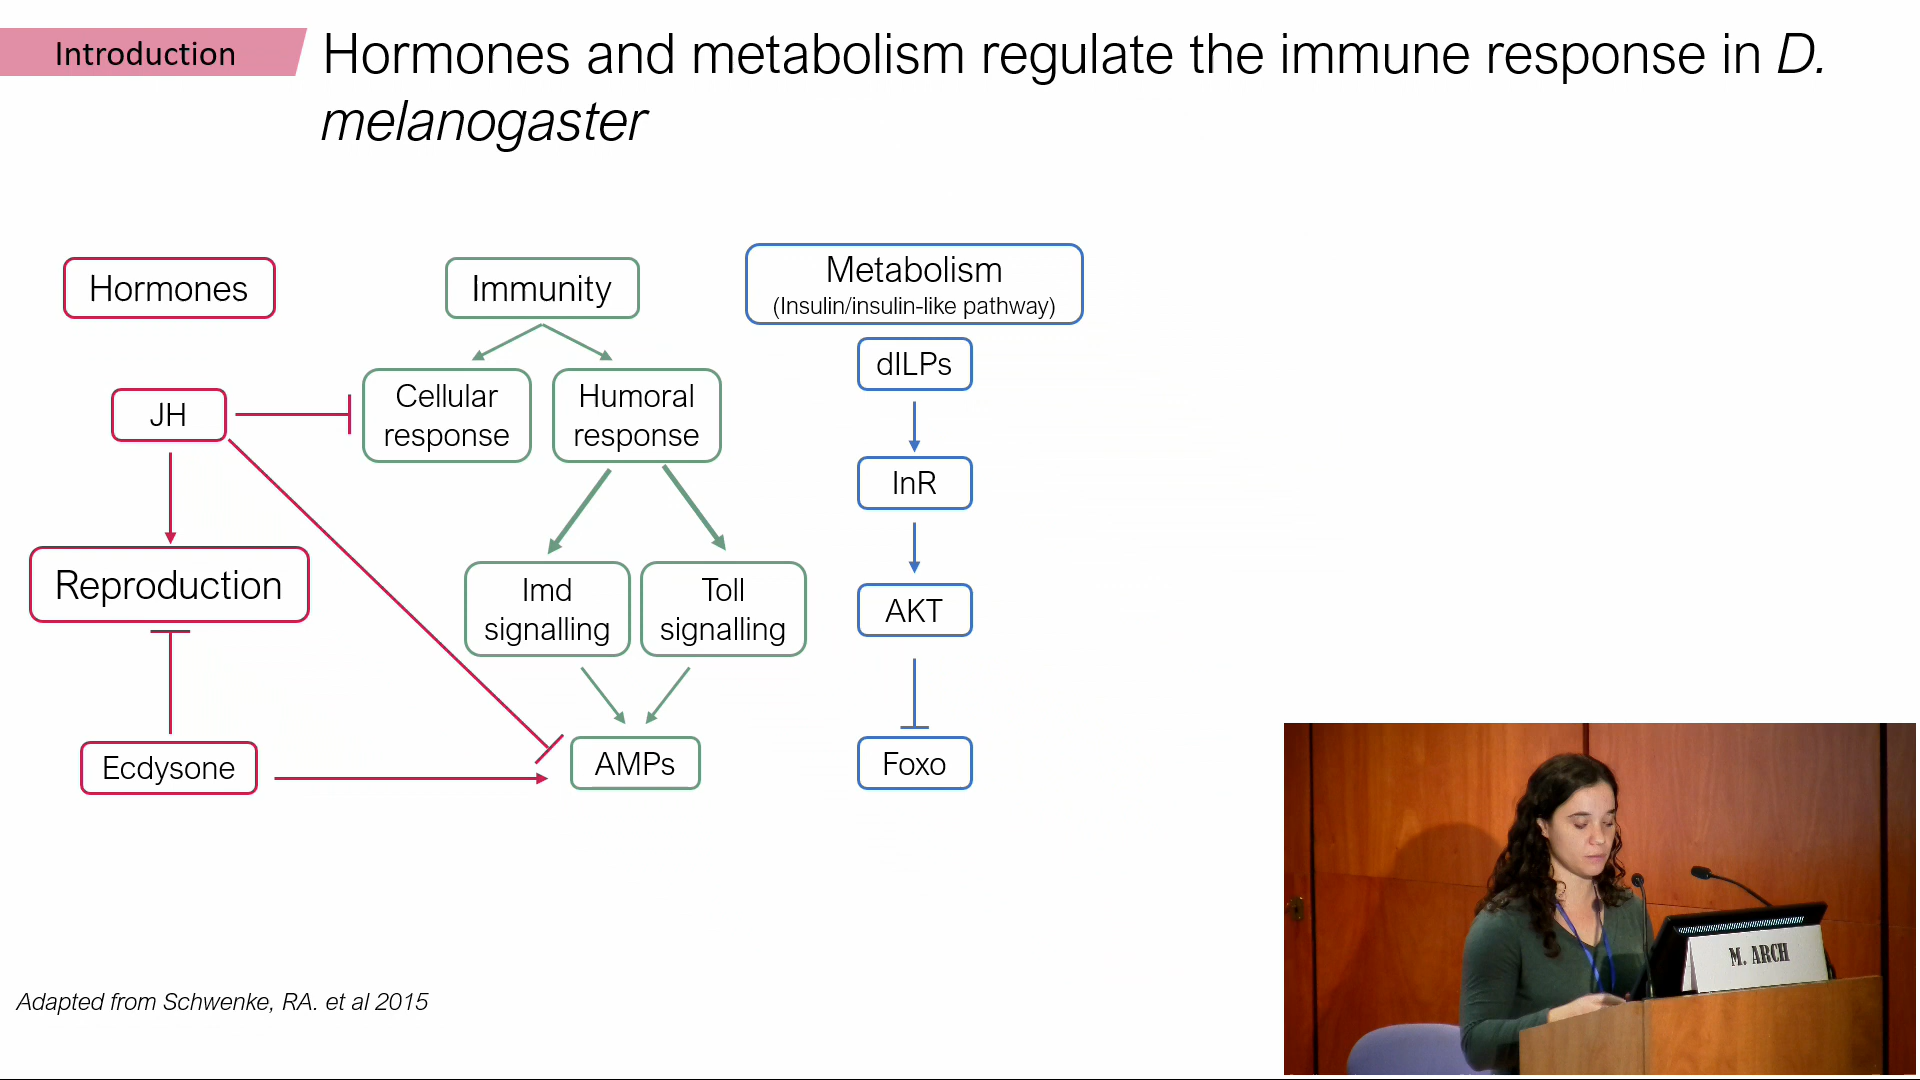 Introduction
Hormones and metabolism regulate the immune response in D.
melanogaster
Hormones
Immunity
Metabolism
(Insulin/insulin-like pathway)
dILPs
JH
Cellular
response
Humoral
response
InR
Reproduction
Imd
signalling
Toll
signalling
AKT
Ecdysone
AMPs
Foxo
M. ARCH
Adapted from Schwenke, RA. et al 2015